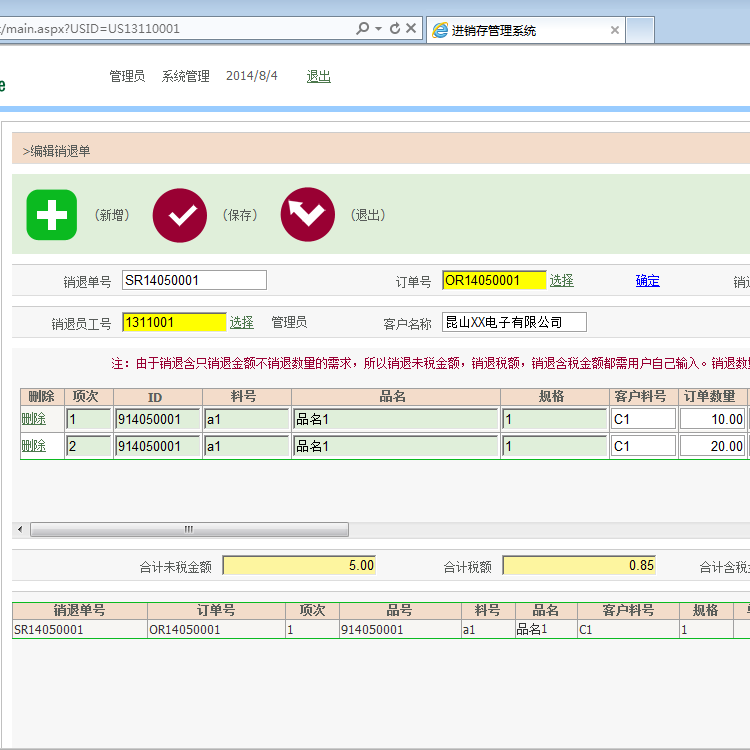 /main.aspx?USID=US13110001
进销存管理系统
e
管理员 系统管理 2014/8/4 退出
>编辑销退单
（新增） （保存） （退出）
销退单号 SR14050001 订单号 OR14050001 选择 确定 销退
销退员工号 1311001 选择 管理员 客户名称 昆山XX电子有限公司
注：由于销退含只销退金额不销退数量的需求，所以销退未税金额，销退税额，销退含税金额都需用户自己输入。销退数
删除 项次 ID 料号 品名 规格 客户料号 订单数量
删除 1 914050001 a1 品名1 1 C1 10.00
删除 2 914050001 a1 品名1 1 C1 20.00
合计未税金额 5.00 合计税额 0.85 合计含税
销退单号 订单号 项次 品号 料号 品名 客户料号 规格
SR14050001 OR14050001 1 914050001 a1 品名1 C1 1